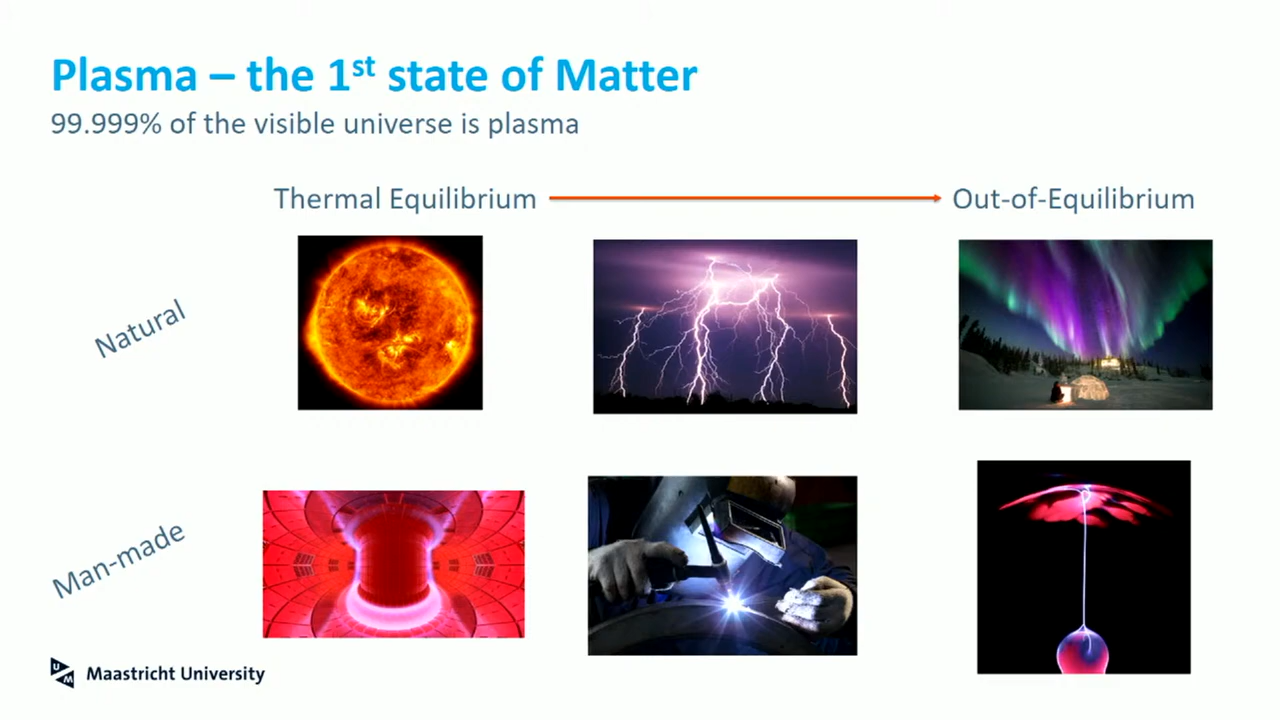 Plasma – the 1st state of Matter
99.999% of the visible universe is plasma
Thermal Equilibrium
Out-of-Equilibrium
Natural
Man-made
UM
Maastricht University